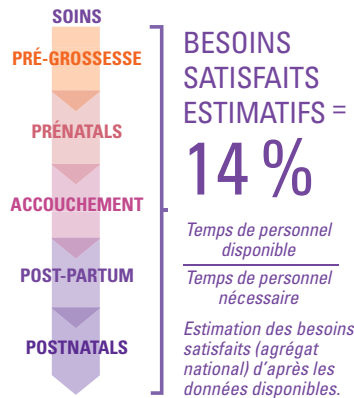 SOINS
PRÉ-GROSSESSE
PRÉNATALS
ACCOUCHEMENT
POST-PARTUM
POSTNATALS
BESOINS
SATISFAITS
ESTIMATIFS =
14 %
Temps de personnel
disponible
Temps de personnel
nécessaire
Estimation des besoins
satisfaits (agrégat
national) d’après les
données disponibles.